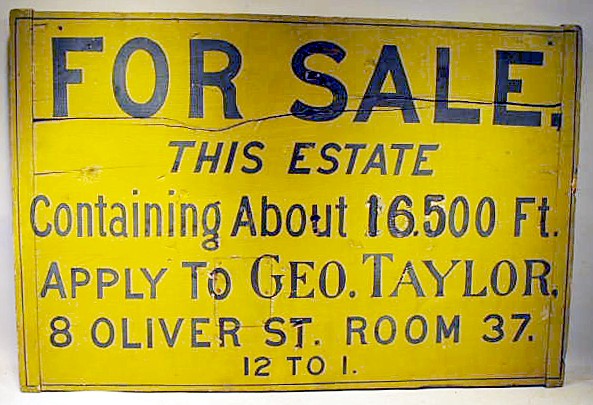 FOR SALE.
THIS ESTATE
Containing About 16.500 Ft.
APPLY TO GEO. TAYLOR,
8 OLIVER ST. ROOM 37.
12 TO 1.